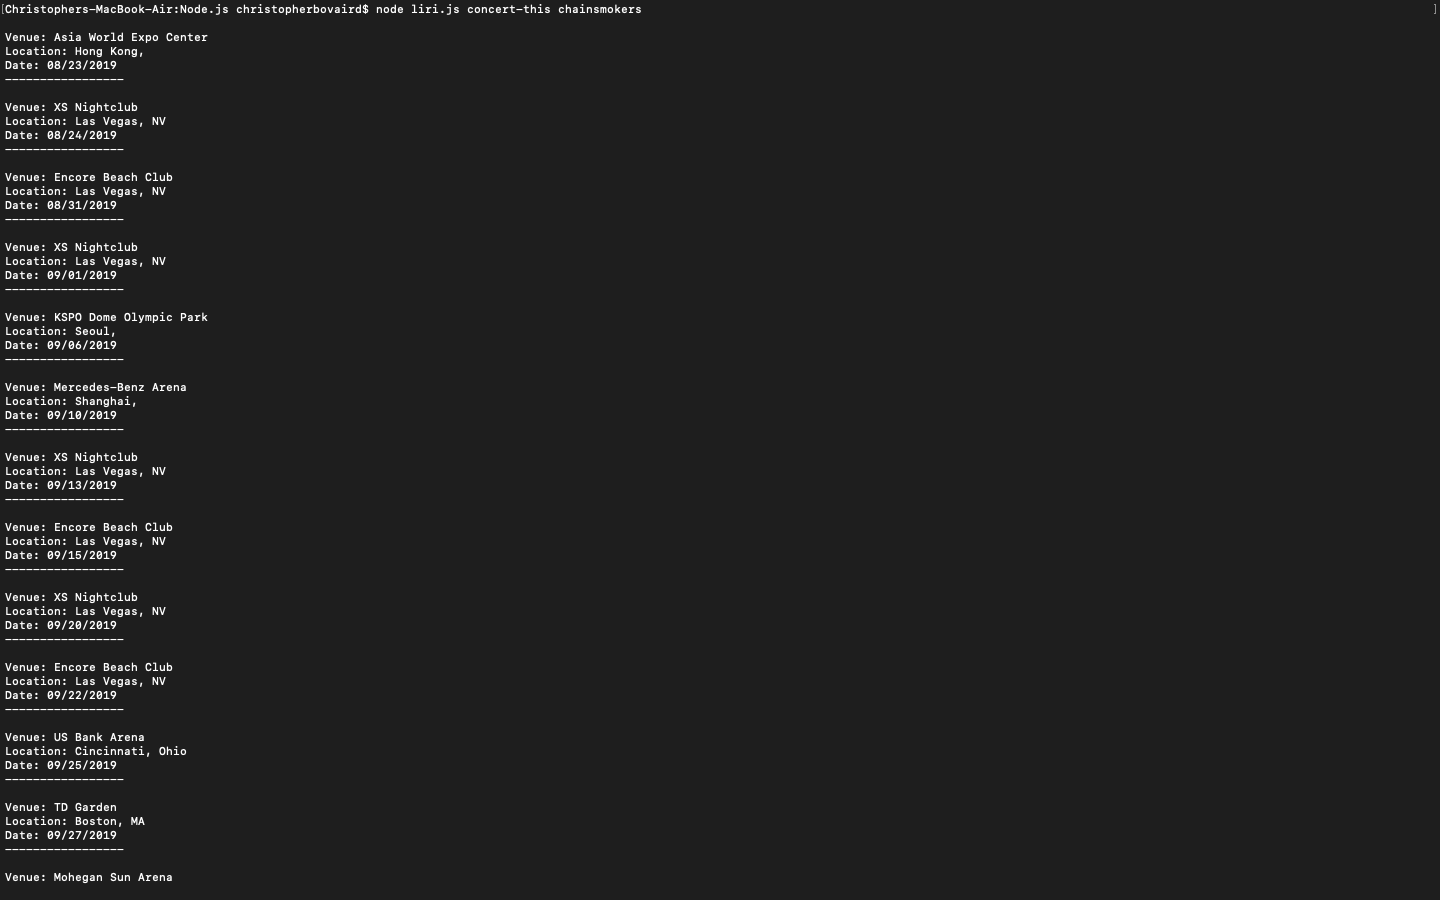 [Christophers-MacBook-Air:Node.js christopherbovaird$ node liri.js concert-this chainsmokers ]
Venue: Asia World Expo Center
Location: Hong Kong,
Date: 08/23/2019
-----------------
Venue: XS Nightclub
Location: Las Vegas, NV
Date: 08/24/2019
-----------------
Venue: Encore Beach Club
Location: Las Vegas, NV
Date: 08/31/2019
-----------------
Venue: XS Nightclub
Location: Las Vegas, NV
Date: 09/01/2019
-----------------
Venue: KSPO Dome Olympic Park
Location: Seoul,
Date: 09/06/2019
-----------------
Venue: Mercedes-Benz Arena
Location: Shanghai,
Date: 09/10/2019
-----------------
Venue: XS Nightclub
Location: Las Vegas, NV
Date: 09/13/2019
-----------------
Venue: Encore Beach Club
Location: Las Vegas, NV
Date: 09/15/2019
-----------------
Venue: XS Nightclub
Location: Las Vegas, NV
Date: 09/20/2019
-----------------
Venue: Encore Beach Club
Location: Las Vegas, NV
Date: 09/22/2019
-----------------
Venue: US Bank Arena
Location: Cincinnati, Ohio
Date: 09/25/2019
-----------------
Venue: TD Garden
Location: Boston, MA
Date: 09/27/2019
-----------------
Venue: Mohegan Sun Arena